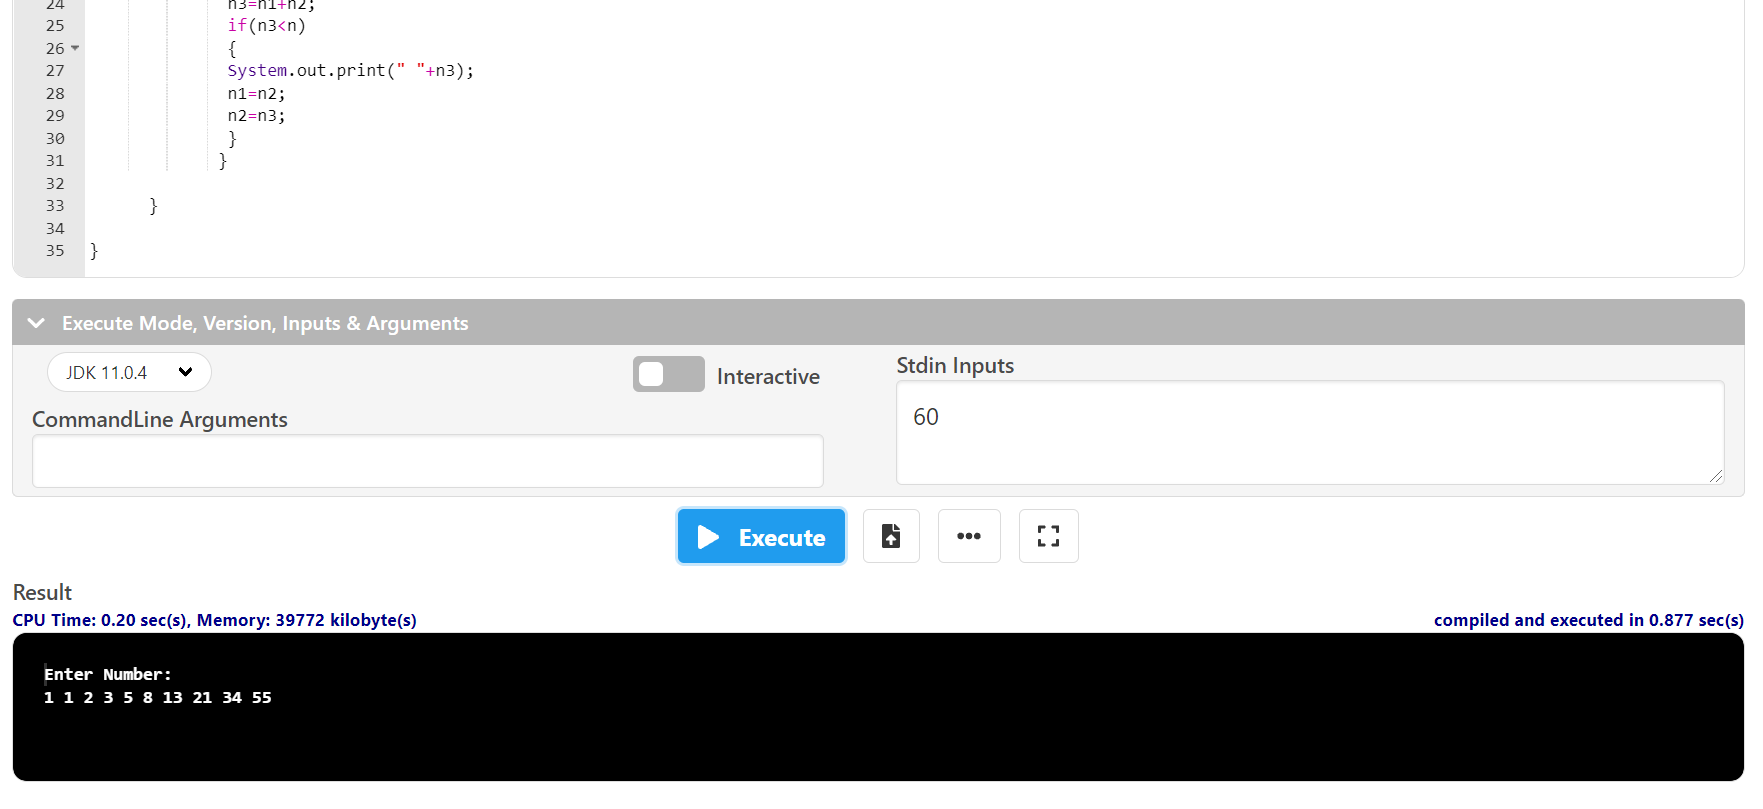 24 n3=n1+n2;
25 if(n3<n)
26 {
27 System.out.print(" "+n3);
28 n1=n2;
29 n2=n3;
30 }
31 }
32
33 }
34
35 }
Execute Mode, Version, Inputs & Arguments
JDK 11.0.4
Interactive
Stdin Inputs
60
CommandLine Arguments
Execute
Result
CPU Time: 0.20 sec(s), Memory: 39772 kilobyte(s)
compiled and executed in 0.877 sec(s)
Enter Number:
1 1 2 3 5 8 13 21 34 55